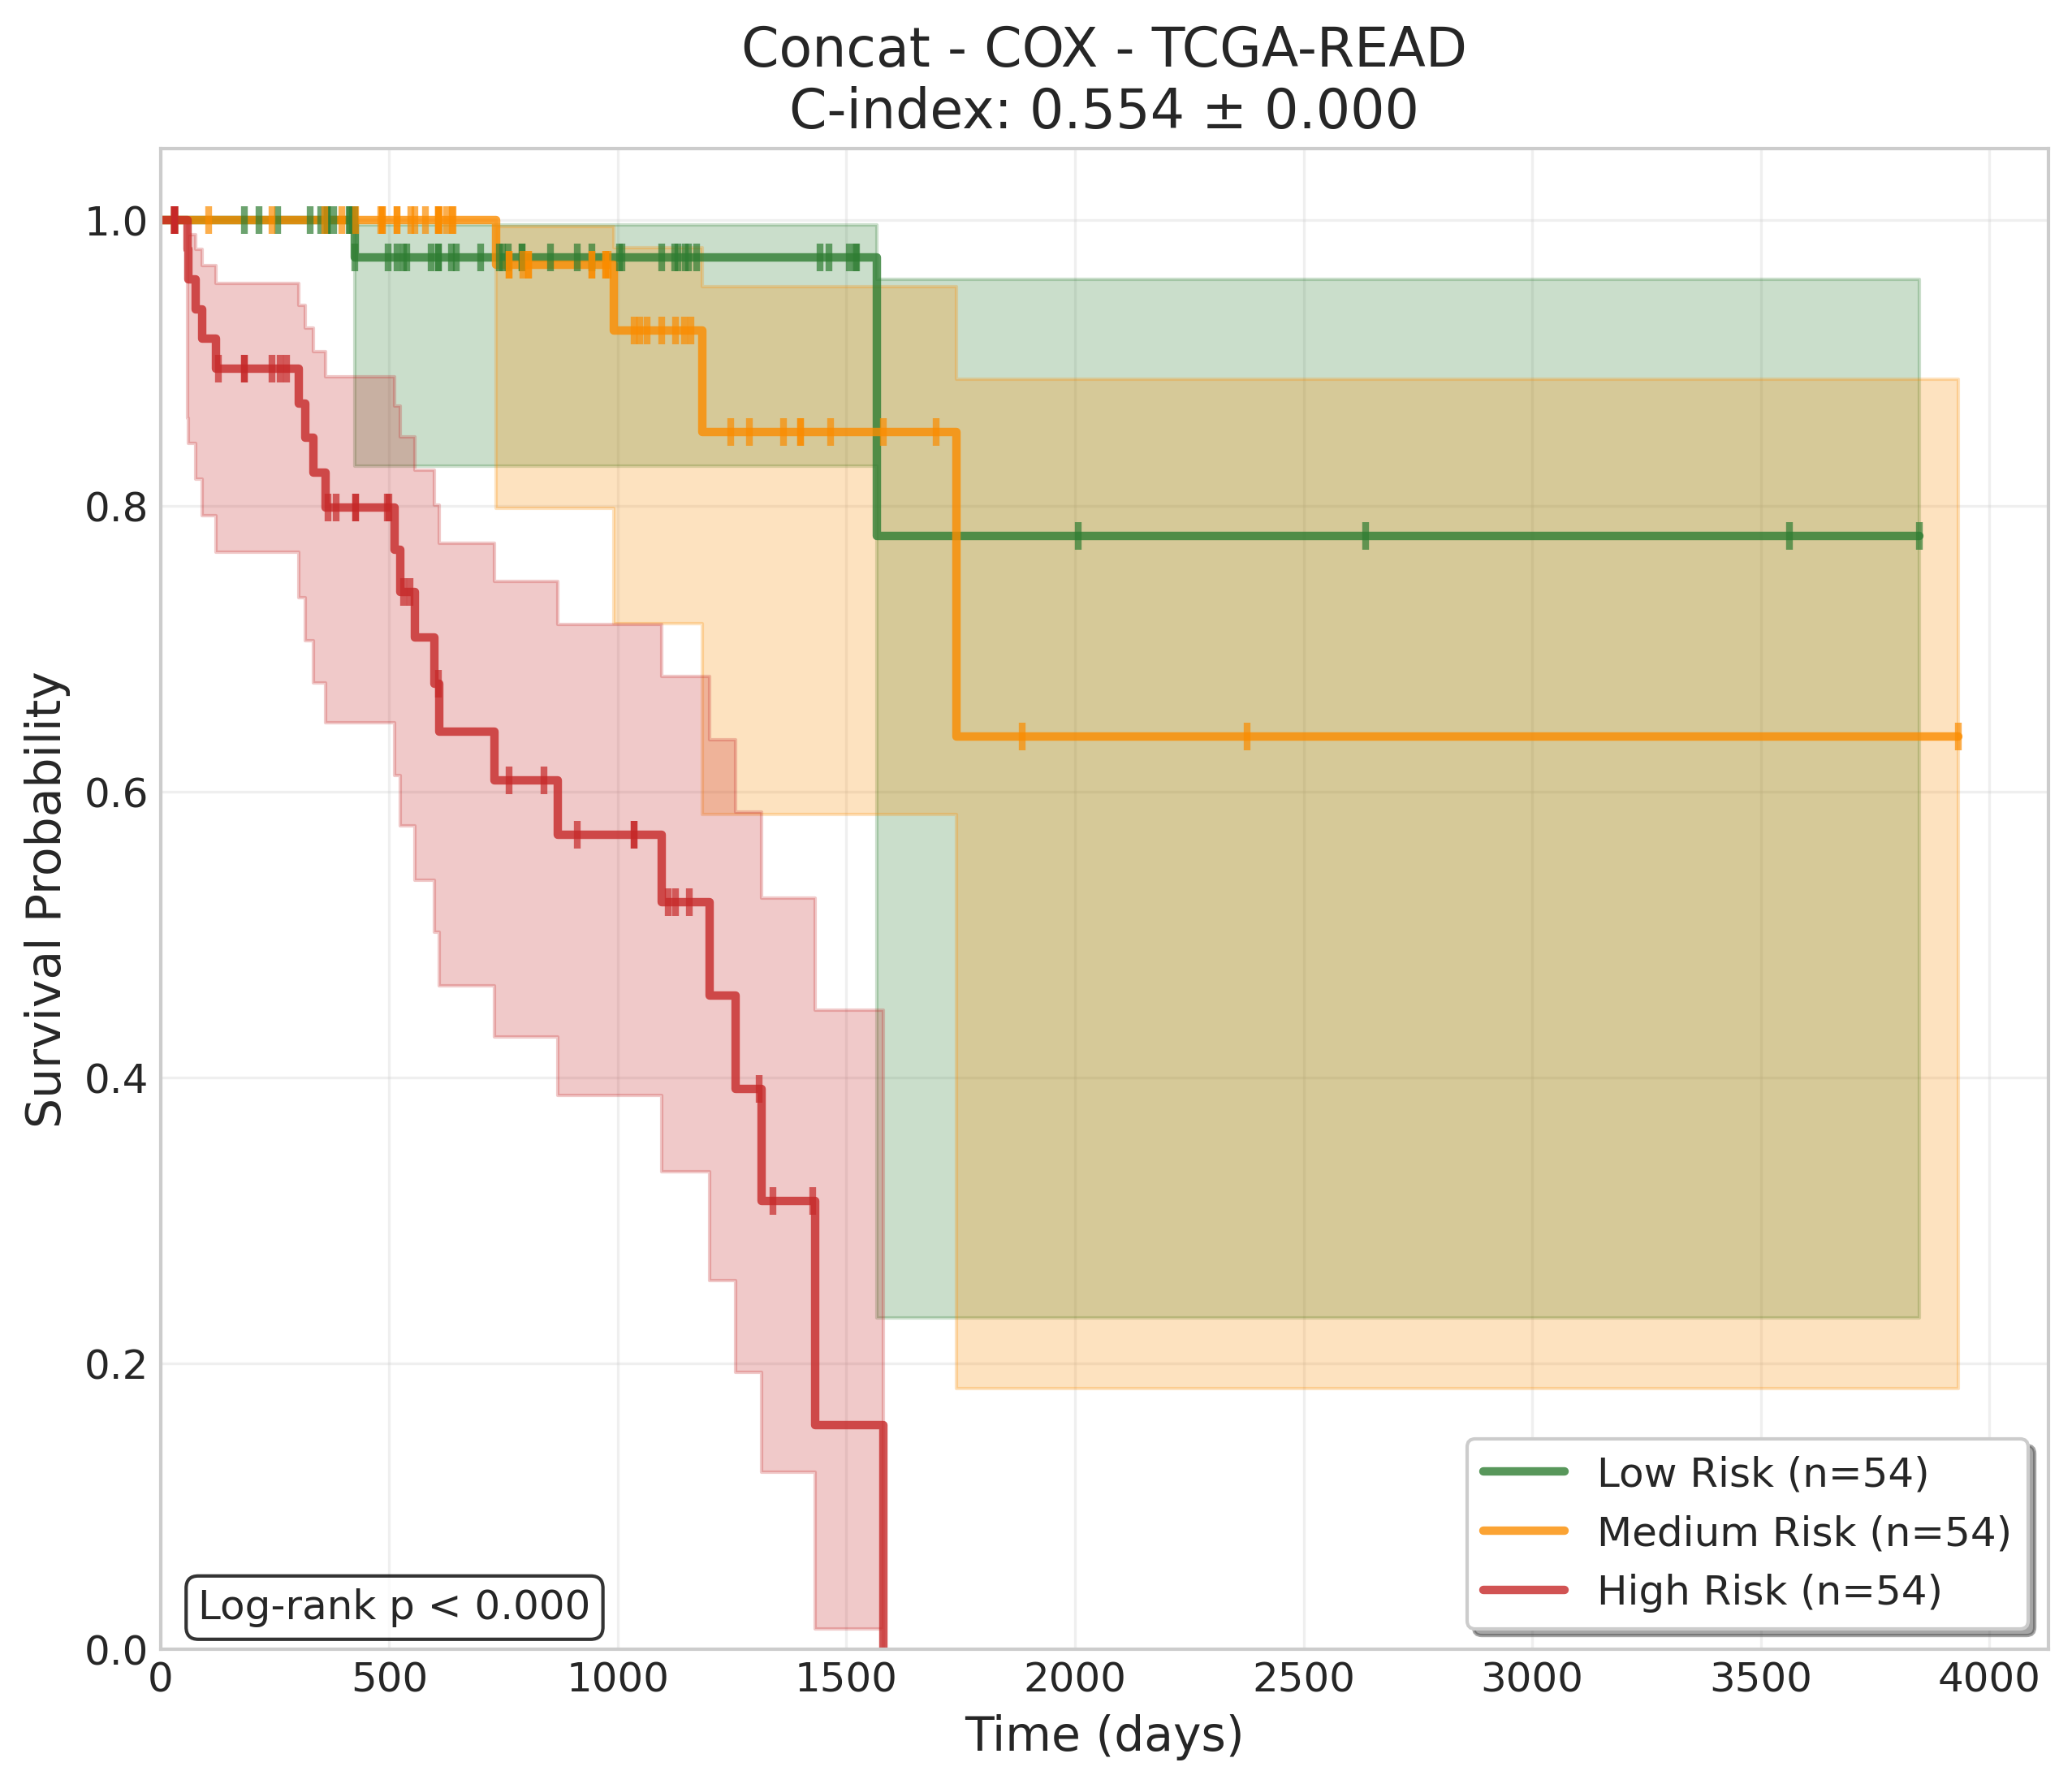 Concat - COX - TCGA-READ
C-index: 0.554 ± 0.000
Survival Probability
1.0
0.8
0.6
0.4
0.2
0.0
Log-rank p < 0.000
Low Risk (n=54)
Medium Risk (n=54)
High Risk (n=54)
0 500 1000 1500 2000 2500 3000 3500 4000
Time (days)